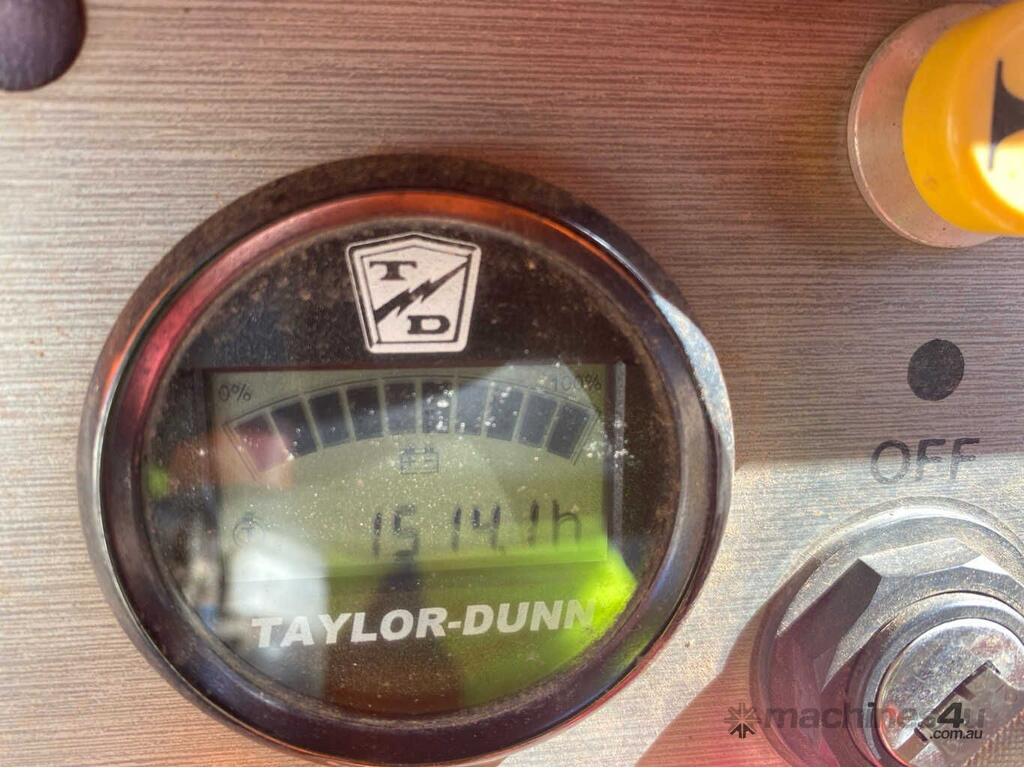 T
D
0% 100%
1514.1h
TAYLOR-DUNN
OFF
machines4u
.com.au